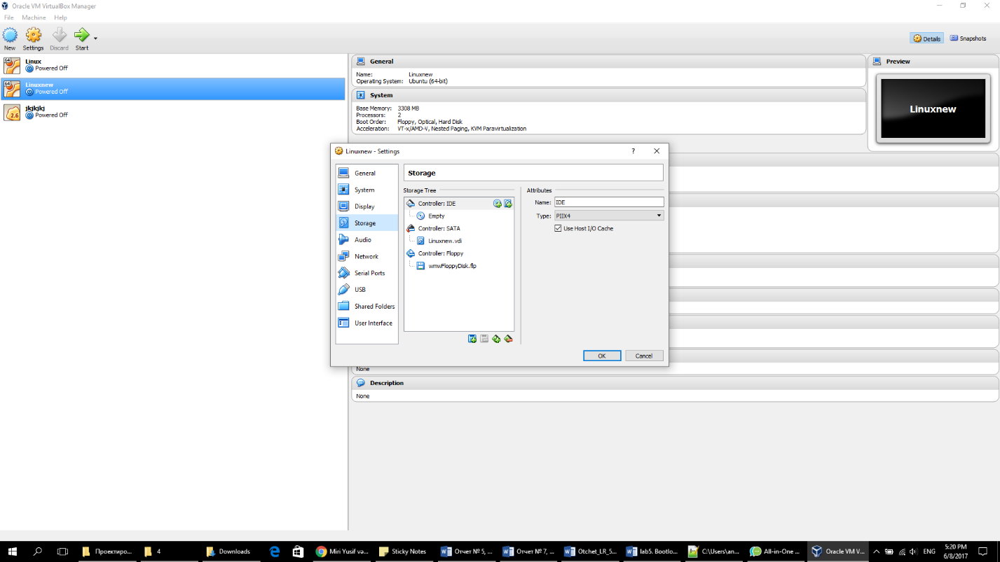 Oracle VM VirtualBox Manager
File Machine Help
New Settings Discard Start
Details Snapshots
64 Linux
Powered Off
64 Linuxnew
Powered Off
2.6 jkjkjkj
Powered Off
General
Name: Linuxnew
Operating System: Ubuntu (64-bit)
System
Base Memory: 3308 MB
Processors: 2
Boot Order: Floppy, Optical, Hard Disk
Acceleration: VT-x/AMD-V, Nested Paging, KVM Paravirtualization
Preview
Linuxnew
Linuxnew - Settings ?
General
System
Display
Storage
Audio
Network
Serial Ports
USB
Shared Folders
User Interface
Storage
Storage Tree
Controller: IDE
Empty
Controller: SATA
Linuxnew.vdi
Controller: Floppy
wmwFloppyDisk.flp
Attributes
Name: IDE
Type: PIIX4
Use Host I/O Cache
OK Cancel
None
Description
None
Проектиро... 4 Downloads Miri Yusif və... Sticky Notes Отчет № 5, ... Отчет № 7, ... Otchet_LR_5... lab5. Bootlo... C:\Users\an... All-in-One ... Oracle VM V... ENG
5:20 PM
6/8/2017